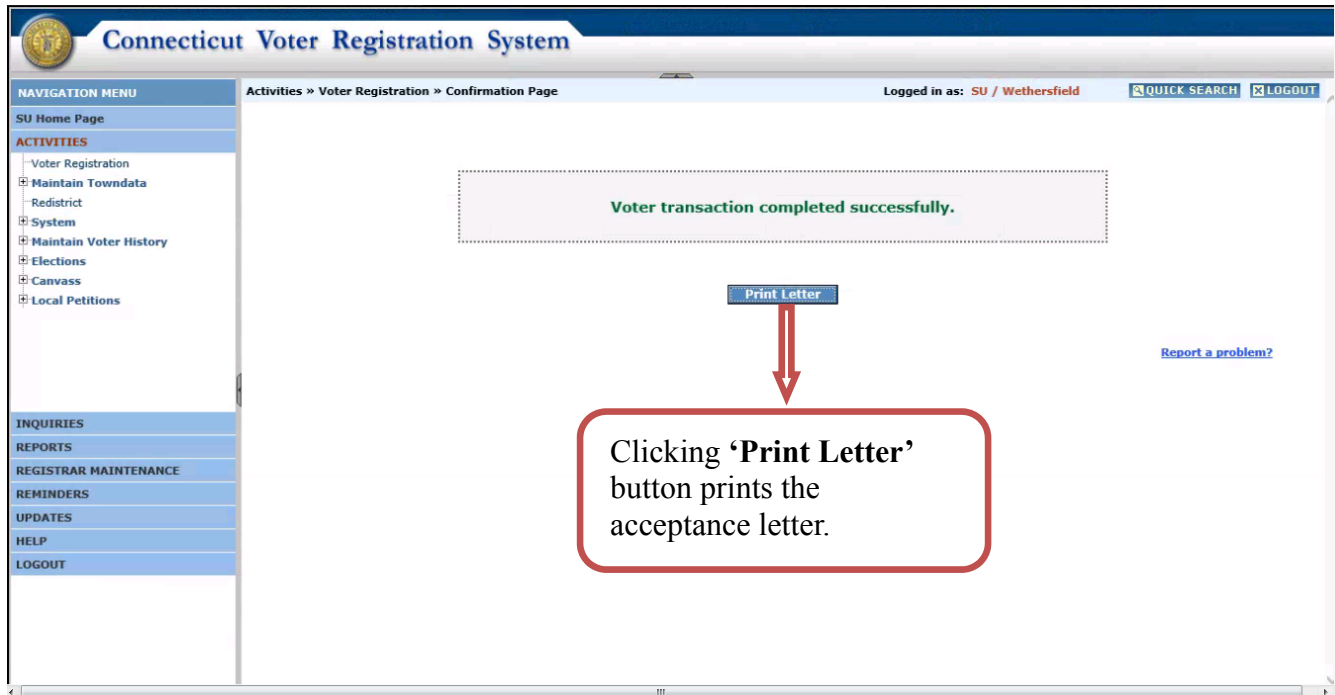 Connecticut Voter Registration System
NAVIGATION MENU
Activities » Voter Registration » Confirmation Page
Logged in as: SU / Wethersfield
QUICK SEARCH
LOGOUT
SU Home Page
ACTIVITIES
Voter Registration
Maintain Towndata
Redistrict
System
Maintain Voter History
Elections
Canvass
Local Petitions
Voter transaction completed successfully.
Print Letter
Report a problem?
INQUIRIES
REPORTS
REGISTRAR MAINTENANCE
REMINDERS
UPDATES
HELP
LOGOUT
Clicking ‘Print Letter’
button prints the
acceptance letter.